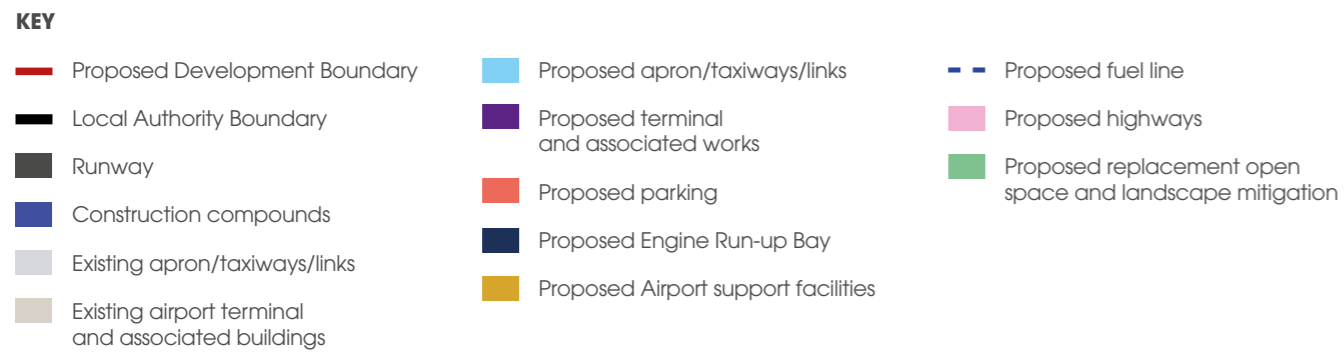 KEY
Proposed Development Boundary
Local Authority Boundary
Runway
Construction compounds
Existing apron/taxiways/links
Existing airport terminal
and associated buildings
Proposed apron/taxiways/links
Proposed terminal
and associated works
Proposed parking
Proposed Engine Run-up Bay
Proposed Airport support facilities
Proposed fuel line
Proposed highways
Proposed replacement open
space and landscape mitigation